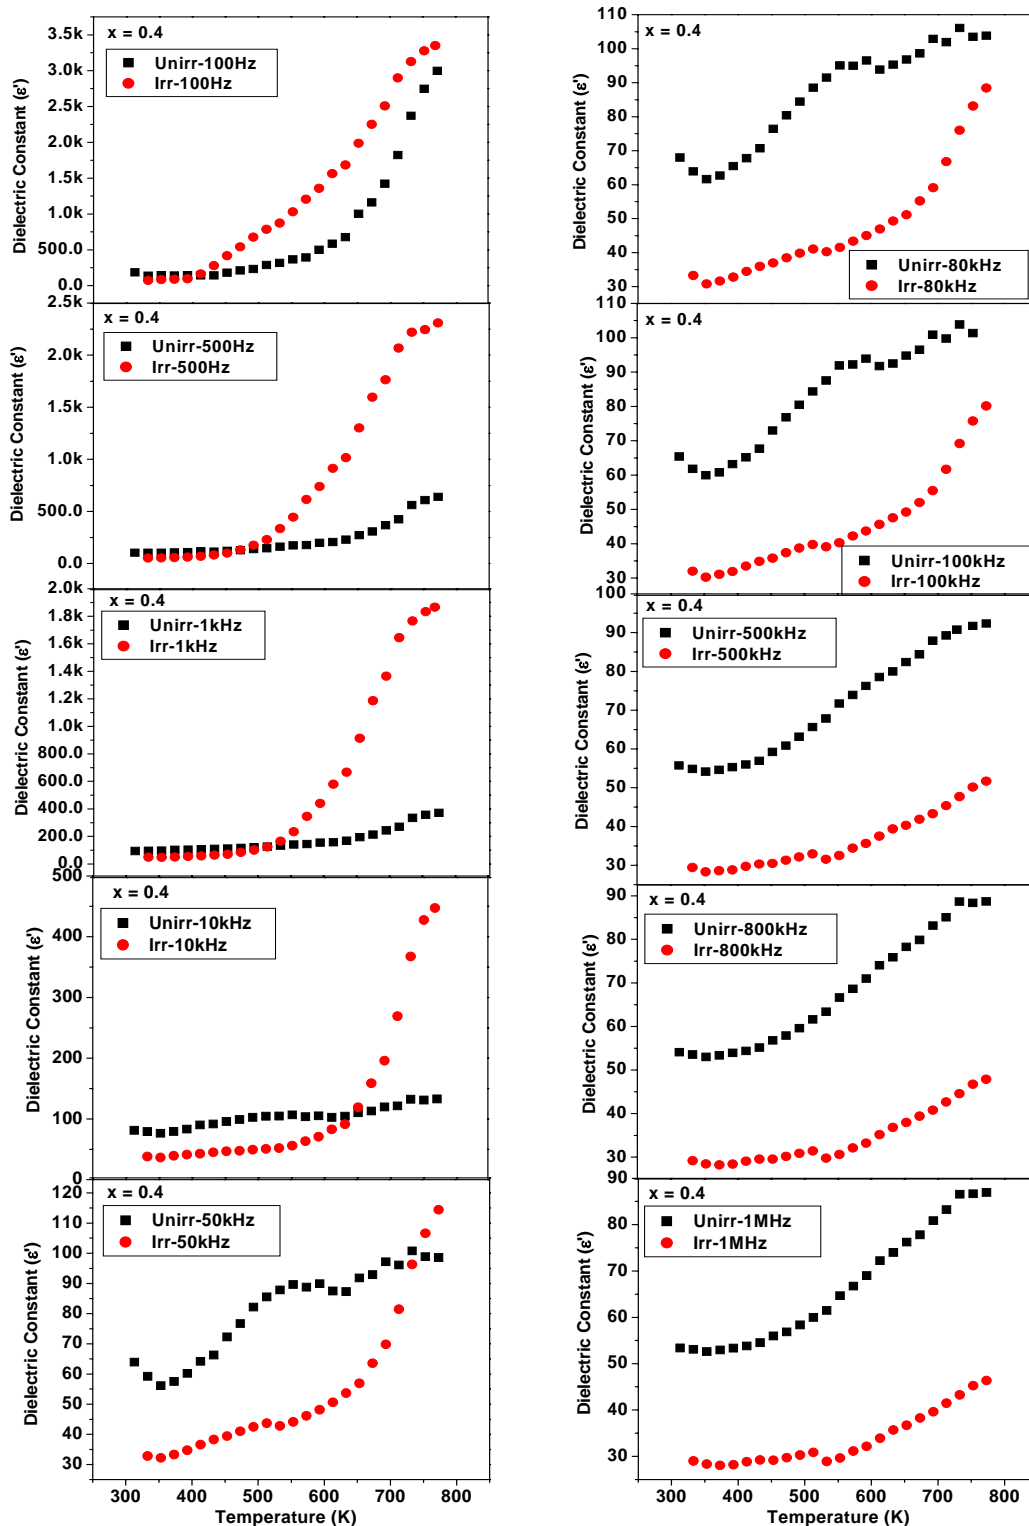 x = 0.4
Unirr-100Hz
Irr-100Hz
Dielectric Constant (ε')
3.5k
3.0k
2.5k
2.0k
1.5k
1.0k
500.0
0.0
x = 0.4
Unirr-500Hz
Irr-500Hz
Dielectric Constant (ε')
2.5k
2.0k
1.5k
1.0k
500.0
0.0
x = 0.4
Unirr-1kHz
Irr-1kHz
Dielectric Constant (ε')
2.0k
1.8k
1.6k
1.4k
1.2k
1.0k
800.0
600.0
400.0
200.0
0.0
x = 0.4
Unirr-10kHz
Irr-10kHz
Dielectric Constant (ε')
500
400
300
200
100
0
x = 0.4
Unirr-50kHz
Irr-50kHz
Dielectric Constant (ε')
120
110
100
90
80
70
60
50
40
30
300 400 500 600 700 800
Temperature (K)
x = 0.4
Unirr-80kHz
Irr-80kHz
Dielectric Constant (ε')
110
100
90
80
70
60
50
40
30
x = 0.4
Unirr-100kHz
Irr-100kHz
Dielectric Constant (ε')
110
100
90
80
70
60
50
40
30
x = 0.4
Unirr-500kHz
Irr-500kHz
Dielectric Constant (ε')
100
90
80
70
60
50
40
30
x = 0.4
Unirr-800kHz
Irr-800kHz
Dielectric Constant (ε')
90
80
70
60
50
40
30
x = 0.4
Unirr-1MHz
Irr-1MHz
Dielectric Constant (ε')
90
80
70
60
50
40
30
300 400 500 600 700 800
Temperature (K)